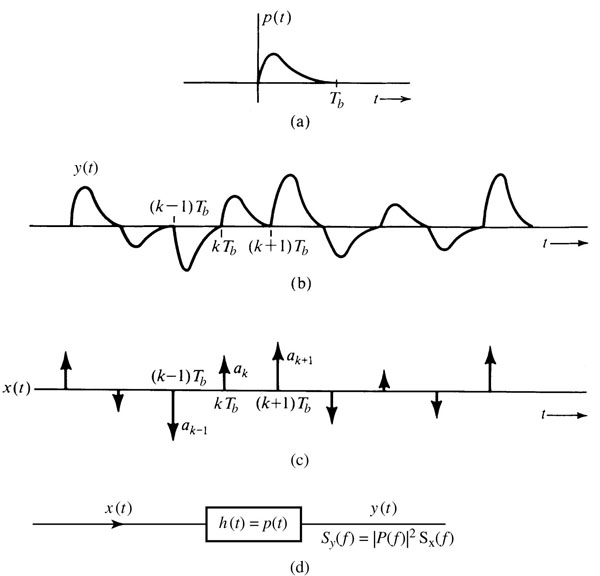 p(t)
T_b t
(a)
y(t)
(k−1)T_b
kT_b (k+1)T_b
t
(b)
x(t)
(k−1)T_b a_k a_{k+1}
kT_b (k+1)T_b
a_{k−1}
t
(c)
x(t) y(t)
h(t) = p(t)
S_y(f) = |P(f)|² S_x(f)
(d)